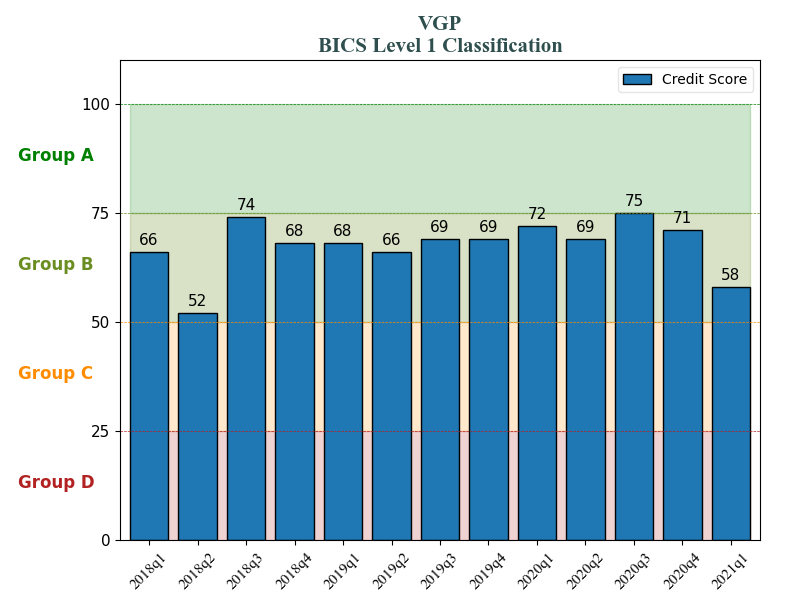 VGP
BICS Level 1 Classification
Credit Score
100
Group A
75
Group B
50
Group C
25
Group D
0
66
52
74
68
68
66
69
69
72
69
75
71
58
2018q1
2018q2
2018q3
2018q4
2019q1
2019q2
2019q3
2019q4
2020q1
2020q2
2020q3
2020q4
2021q1